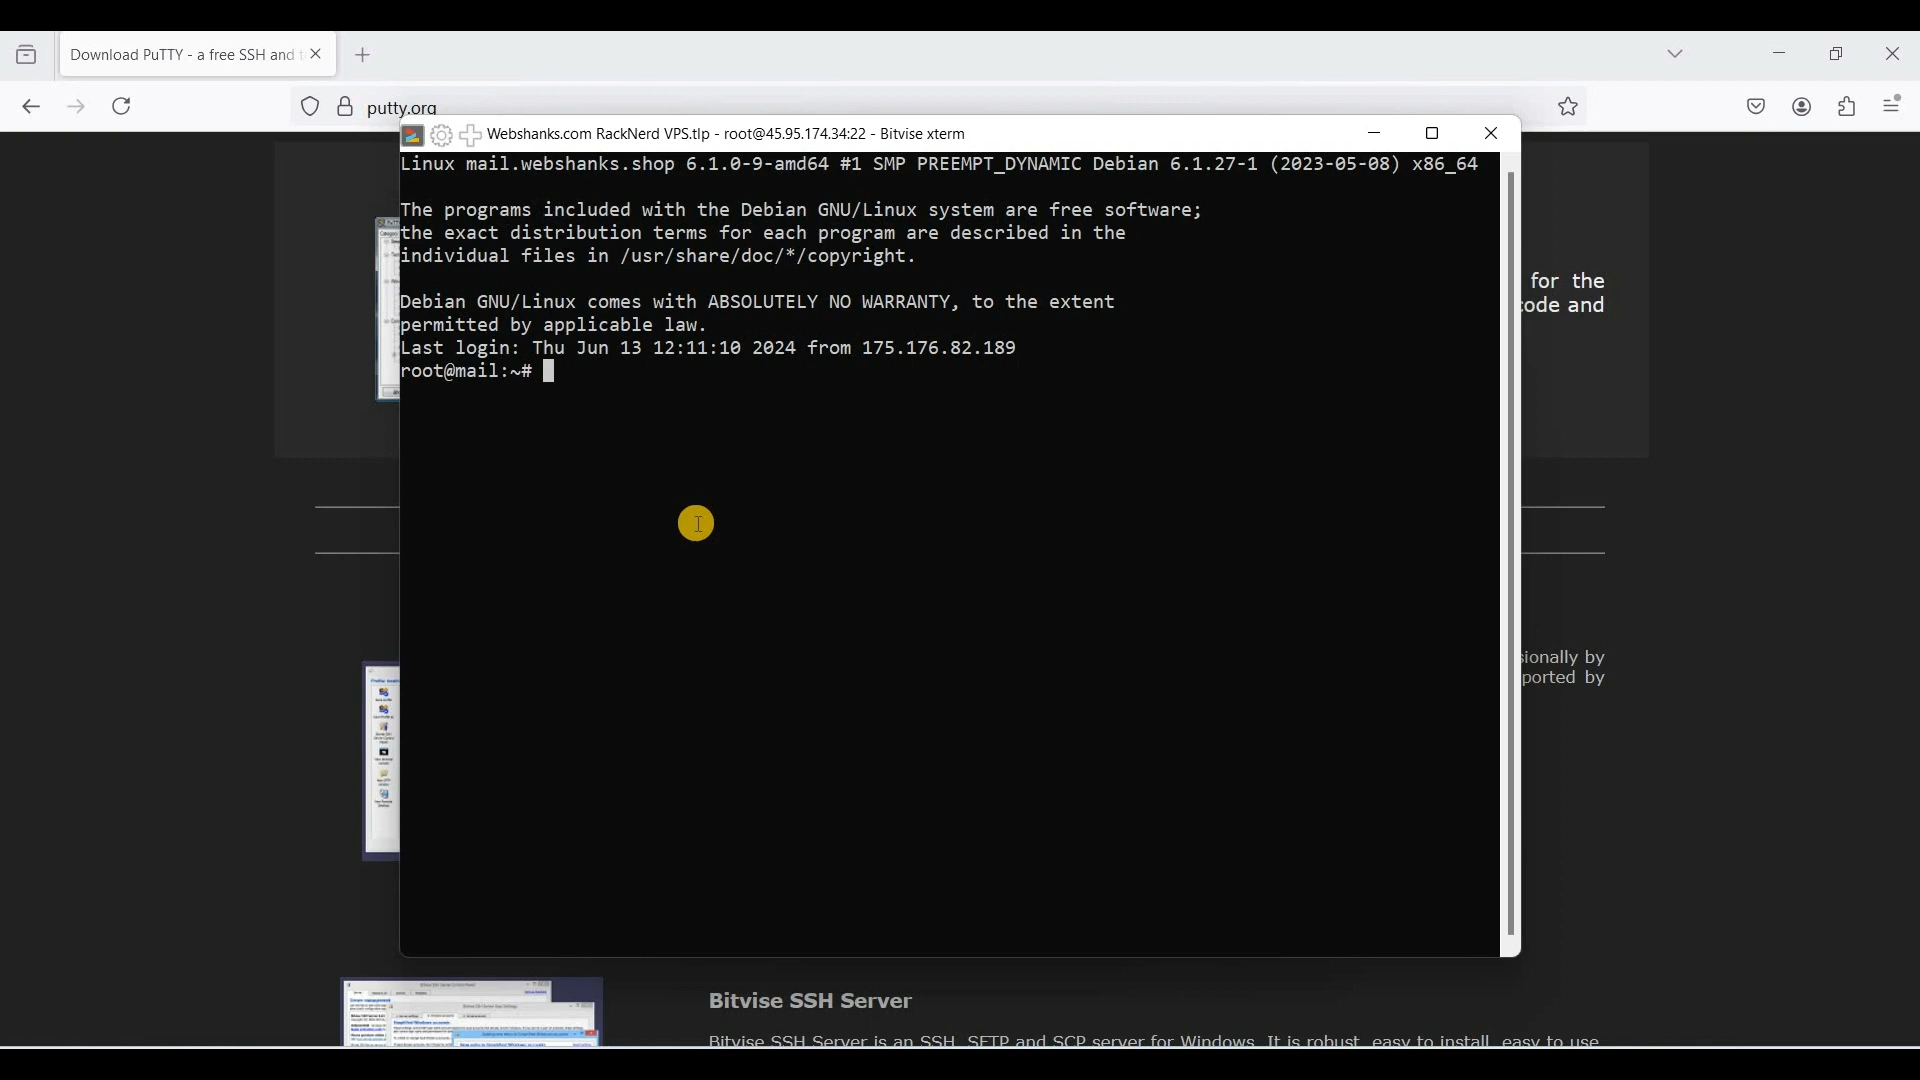 Download PuTTY - a free SSH and
putty.org
Webshanks.com RackNerd VPS.tlp - root@45.95.174.34:22 - Bitvise xterm
Linux mail.webshanks.shop 6.1.0-9-amd64 #1 SMP PREEMPT_DYNAMIC Debian 6.1.27-1 (2023-05-08) x86_64
The programs included with the Debian GNU/Linux system are free software;
the exact distribution terms for each program are described in the
individual files in /usr/share/doc/*/copyright.
Debian GNU/Linux comes with ABSOLUTELY NO WARRANTY, to the extent
permitted by applicable law.
Last login: Thu Jun 13 12:11:10 2024 from 175.176.82.189
root@mail:~#
for the
code and
sionally by
ported by
Bitvise SSH Server
Bitvise SSH Server is an SSH, SFTP and SCP server for Windows. It is robust, easy to install, easy to use